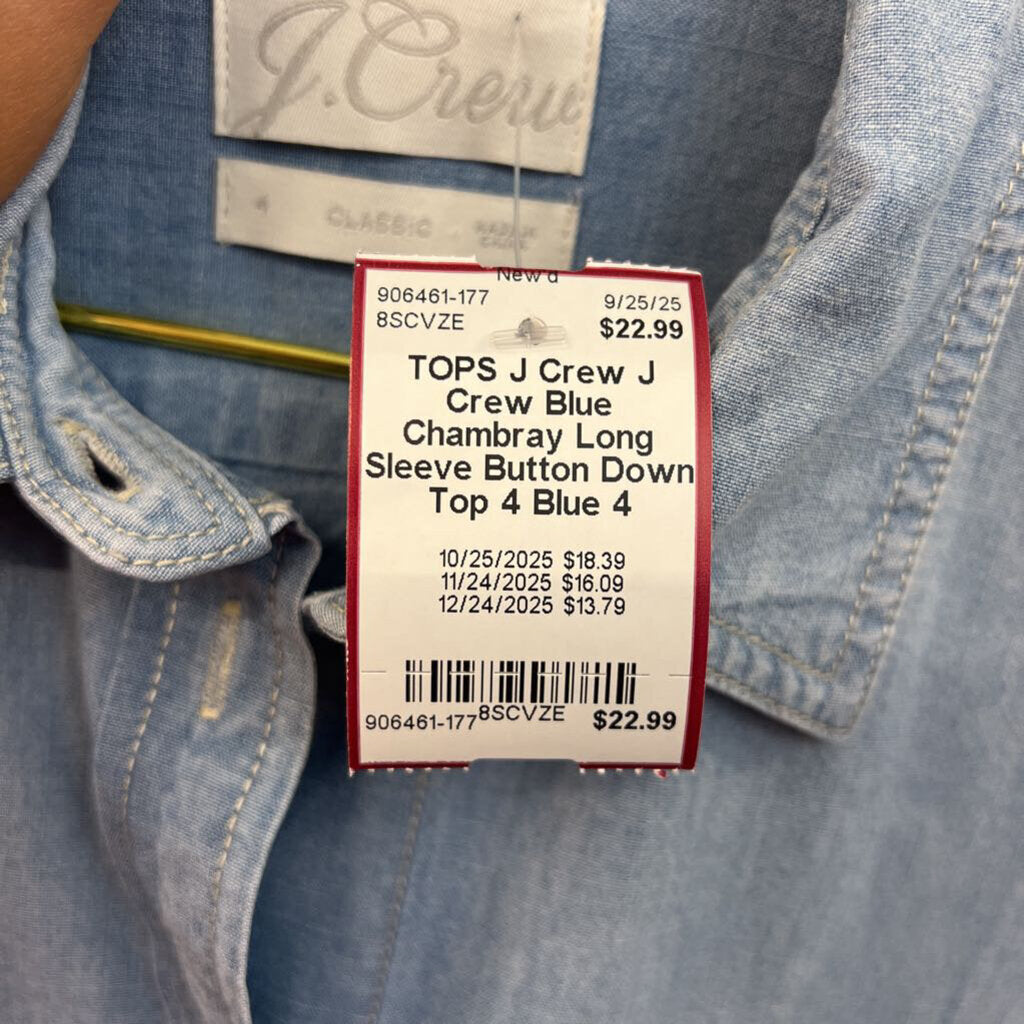 J.Crew
4 CLASSIC
New d
906461-177 9/25/25
8SCVZE $22.99
TOPS J Crew J
Crew Blue
Chambray Long
Sleeve Button Down
Top 4 Blue 4
10/25/2025 $18.39
11/24/2025 $16.09
12/24/2025 $13.79
906461-177 8SCVZE $22.99